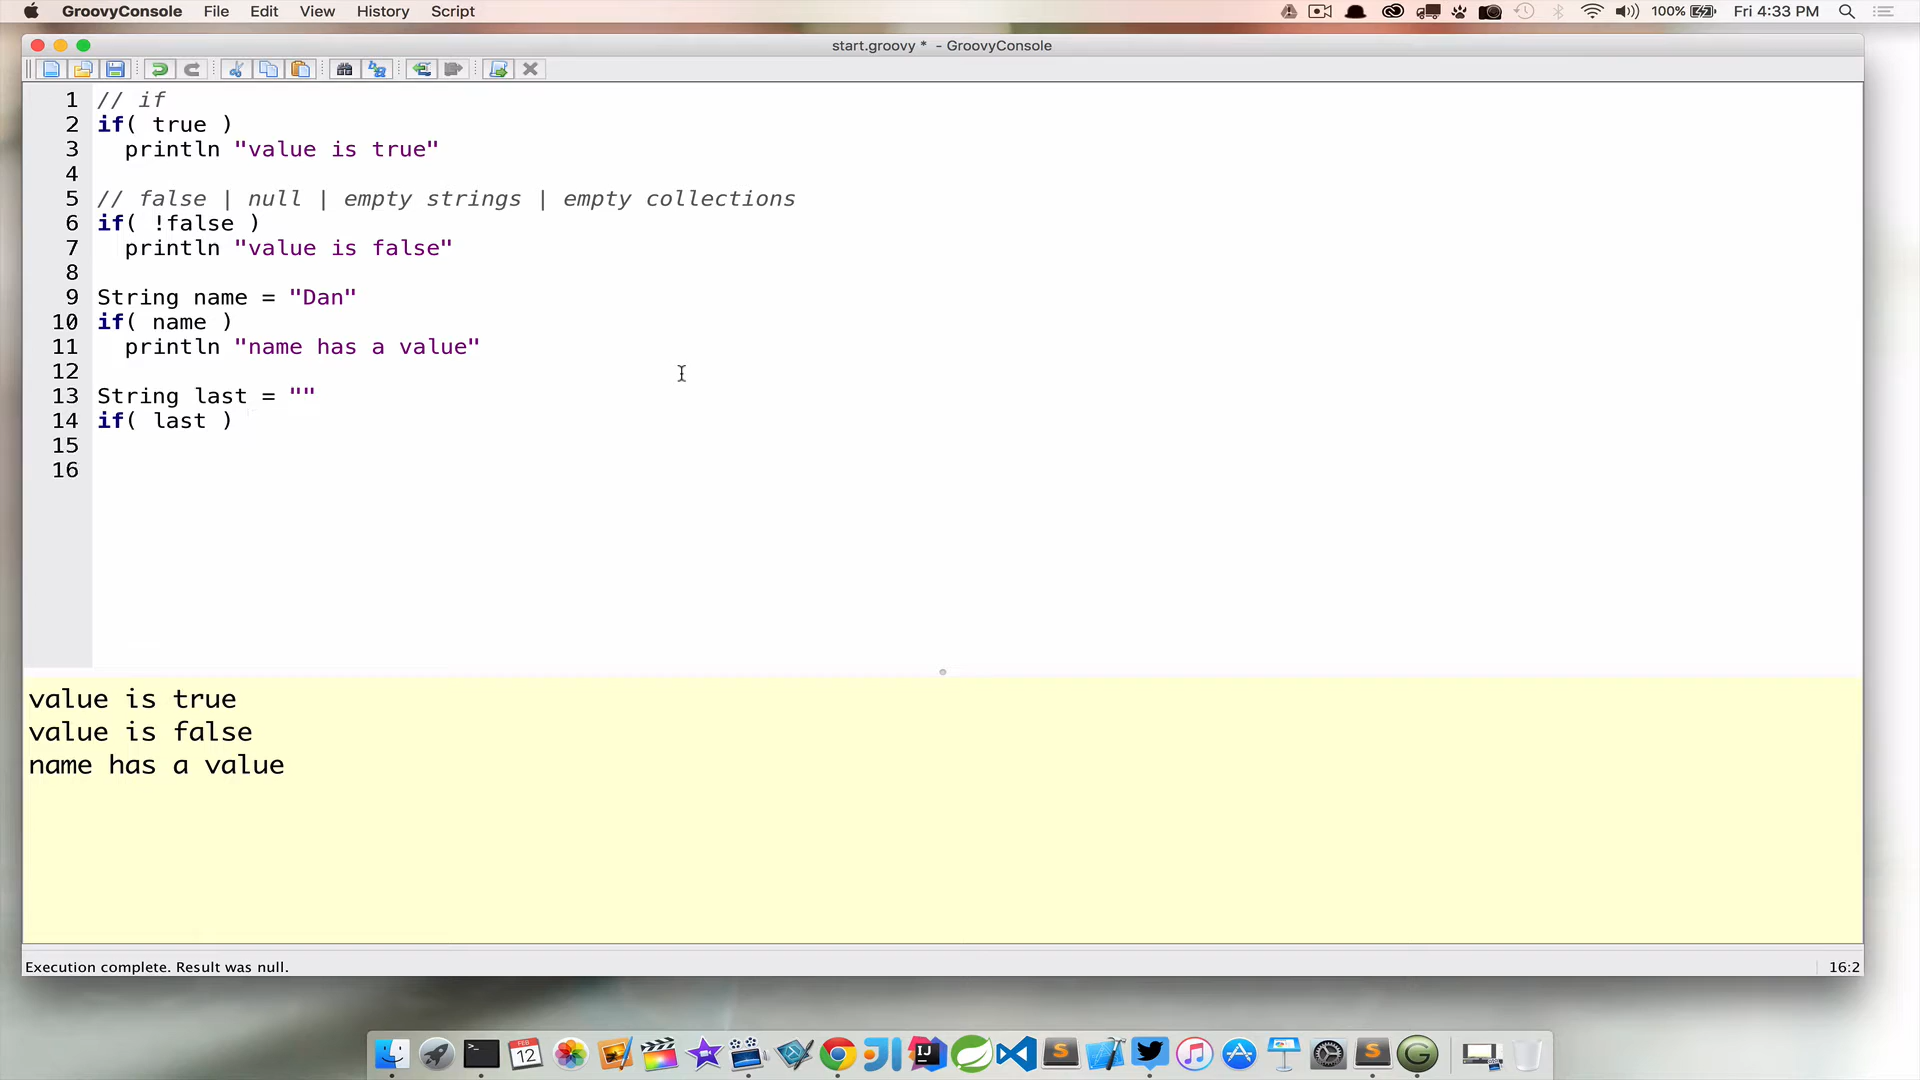 GroovyConsole File Edit View History Script 100% Fri 4:33 PM
start.groovy * - GroovyConsole
1 // if
2 if( true )
3 println "value is true"
4
5 // false | null | empty strings | empty collections
6 if( !false )
7 println "value is false"
8
9 String name = "Dan"
10 if( name )
11 println "name has a value"
12
13 String last = ""
14 if( last )
15
16
value is true
value is false
name has a value
Execution complete. Result was null. 16:2
FEB
12